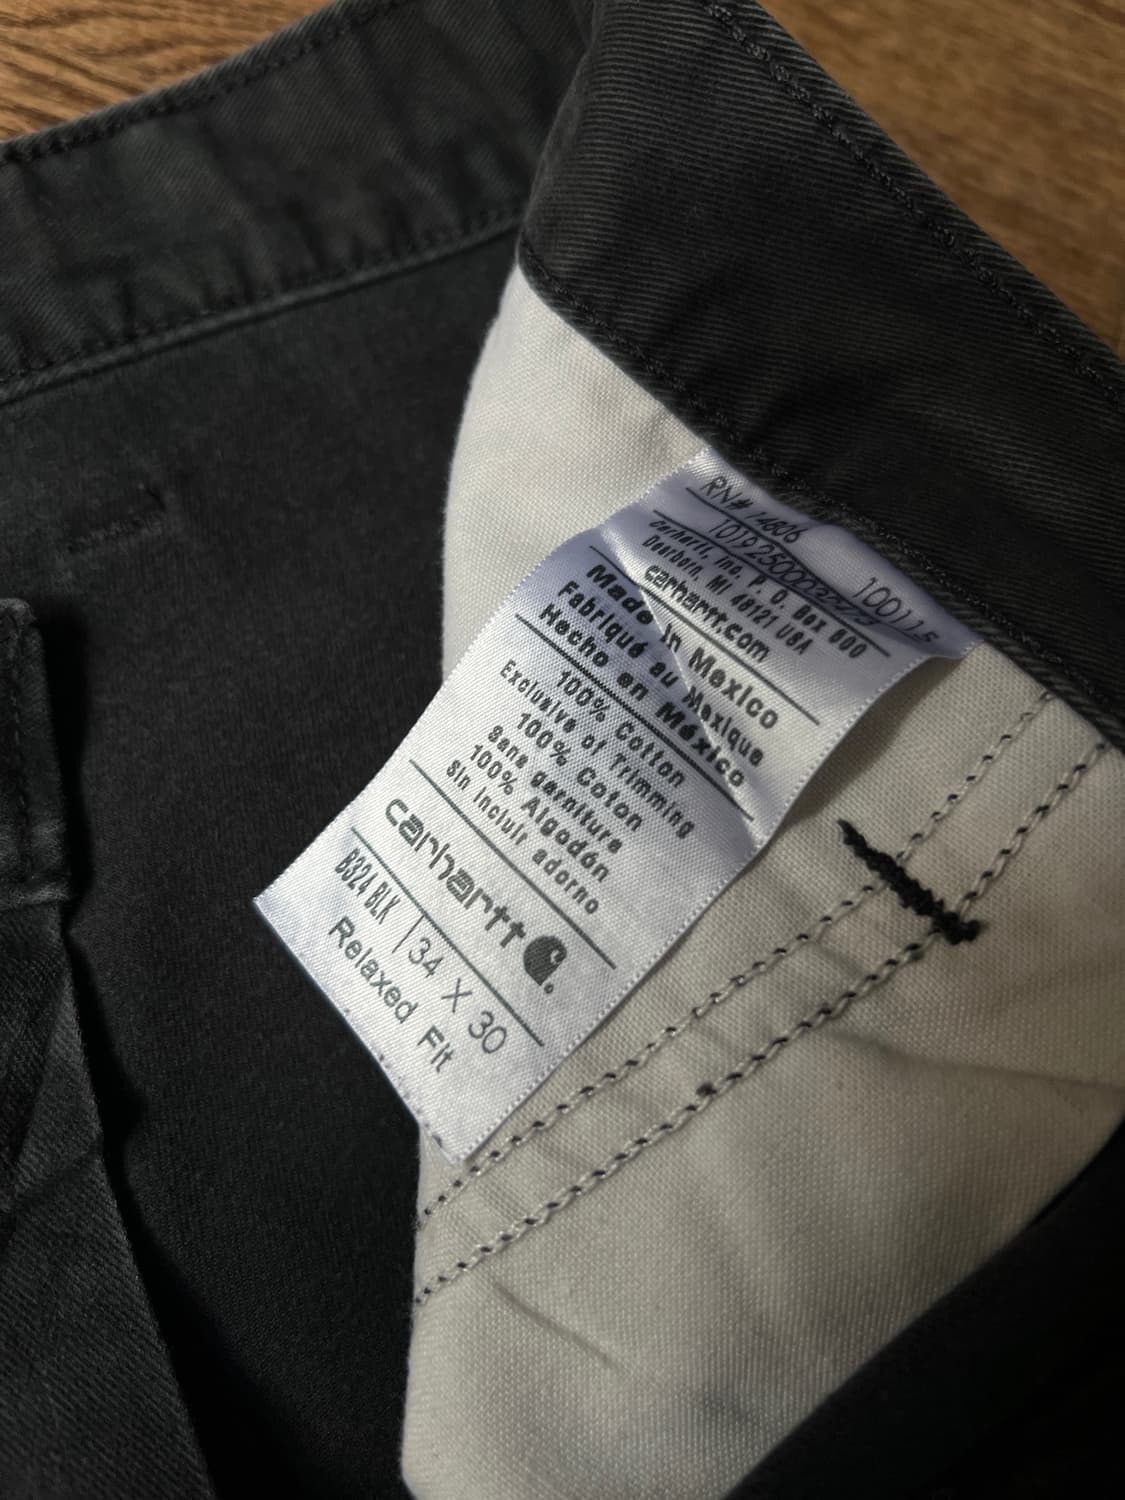 RN# 14806
100115
Carhartt, Inc. P. O. Box 600
Dearborn, MI 48121 USA
carhartt.com
Made in Mexico
Fabriqué au Mexique
Hecho en México
100% Cotton
Exclusive of Trimming
100% Coton
Sans garniture
100% Algodón
Sin incluir adorno
carhartt
B324 BLK | 34 X 30
Relaxed Fit